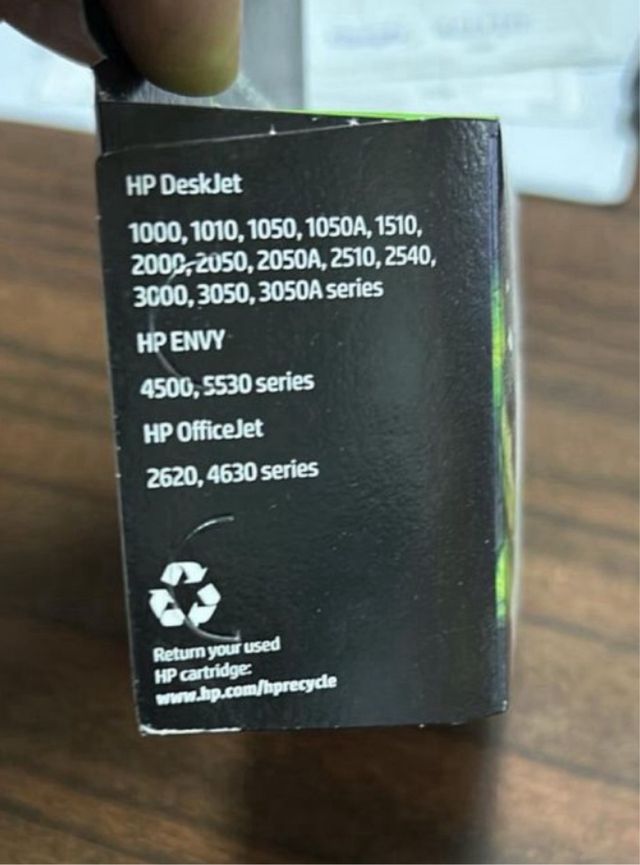 HP DeskJet
1000, 1010, 1050, 1050A, 1510,
2000, 2050, 2050A, 2510, 2540,
3000, 3050, 3050A series
HP ENVY
4500, 5530 series
HP OfficeJet
2620, 4630 series
Return your used
HP cartridge:
www.hp.com/hprecycle